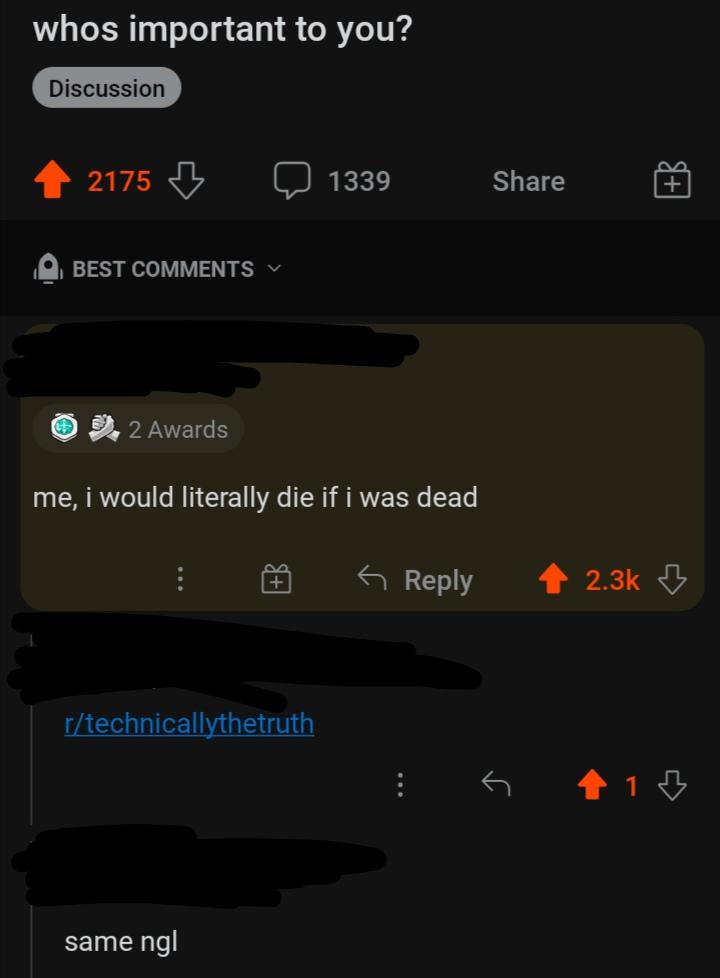 whos important to you?
Discussion
2175 1339 Share
BEST COMMENTS
2 Awards
me, i would literally die if i was dead
Reply 2.3k
r/technicallythetruth
1
same ngl